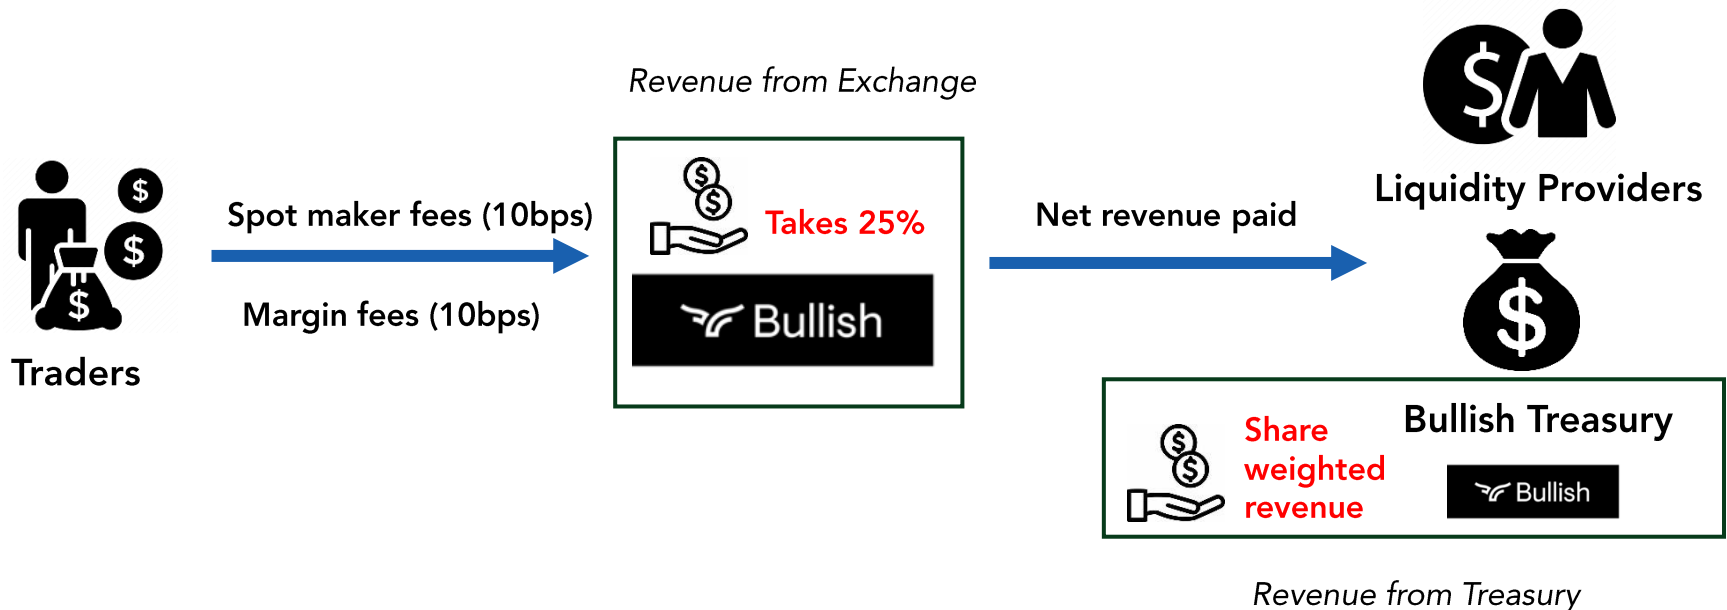 Revenue from Exchange
Spot maker fees (10bps)
Margin fees (10bps)
Traders
$
$
$
$
$
Takes 25%
Bullish
Net revenue paid
$
Liquidity Providers
$
Bullish Treasury
$
$
Share
weighted
revenue
Bullish
Revenue from Treasury